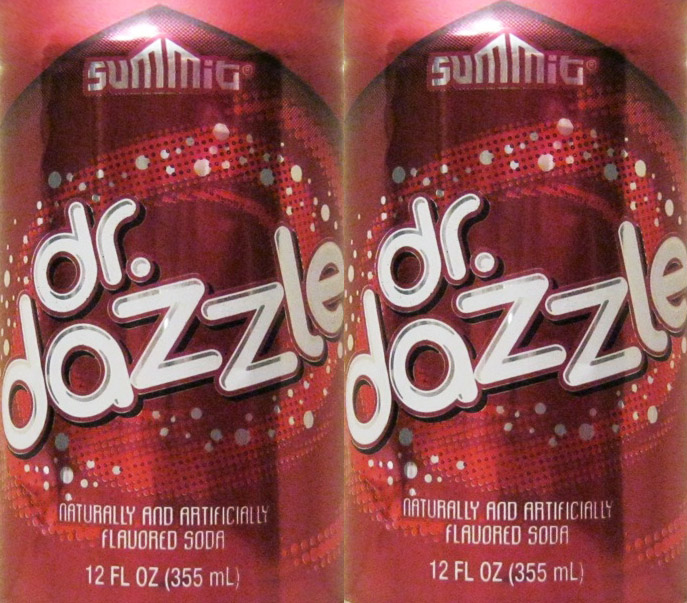 summit®
dr.
dazzle
NATURALLY AND ARTIFICIALLY
FLAVORED SODA
12 FL OZ (355 mL)
summit®
dr.
dazzle
NATURALLY AND ARTIFICIALLY
FLAVORED SODA
12 FL OZ (355 mL)